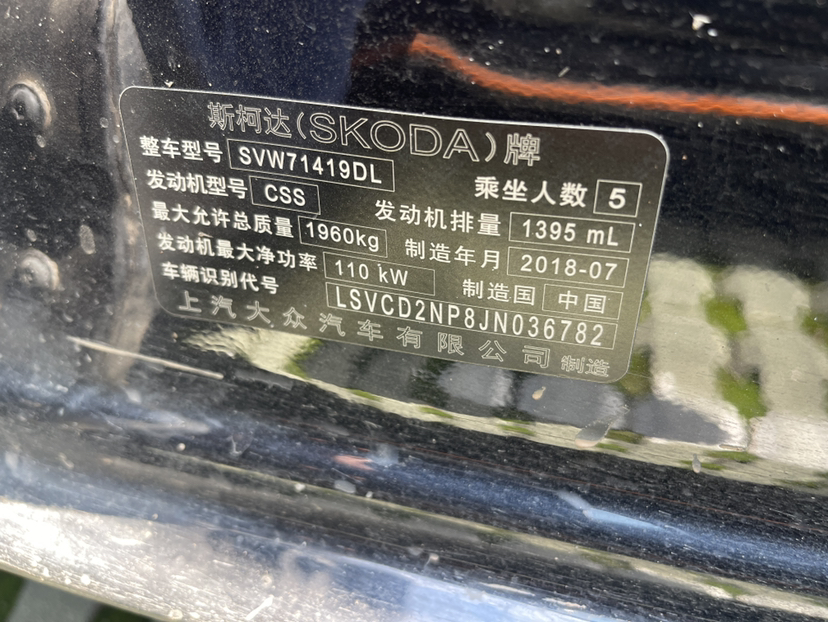 斯柯达(SKODA)牌
整车型号 SVW71419DL 乘坐人数 5
发动机型号 CSS 发动机排量 1395 mL
最大允许总质量 1960kg 制造年月 2018-07
发动机最大净功率 110 kW 制造国 中国
车辆识别代号 LSVCD2NP8JN036782
上汽大众汽车有限公司制造